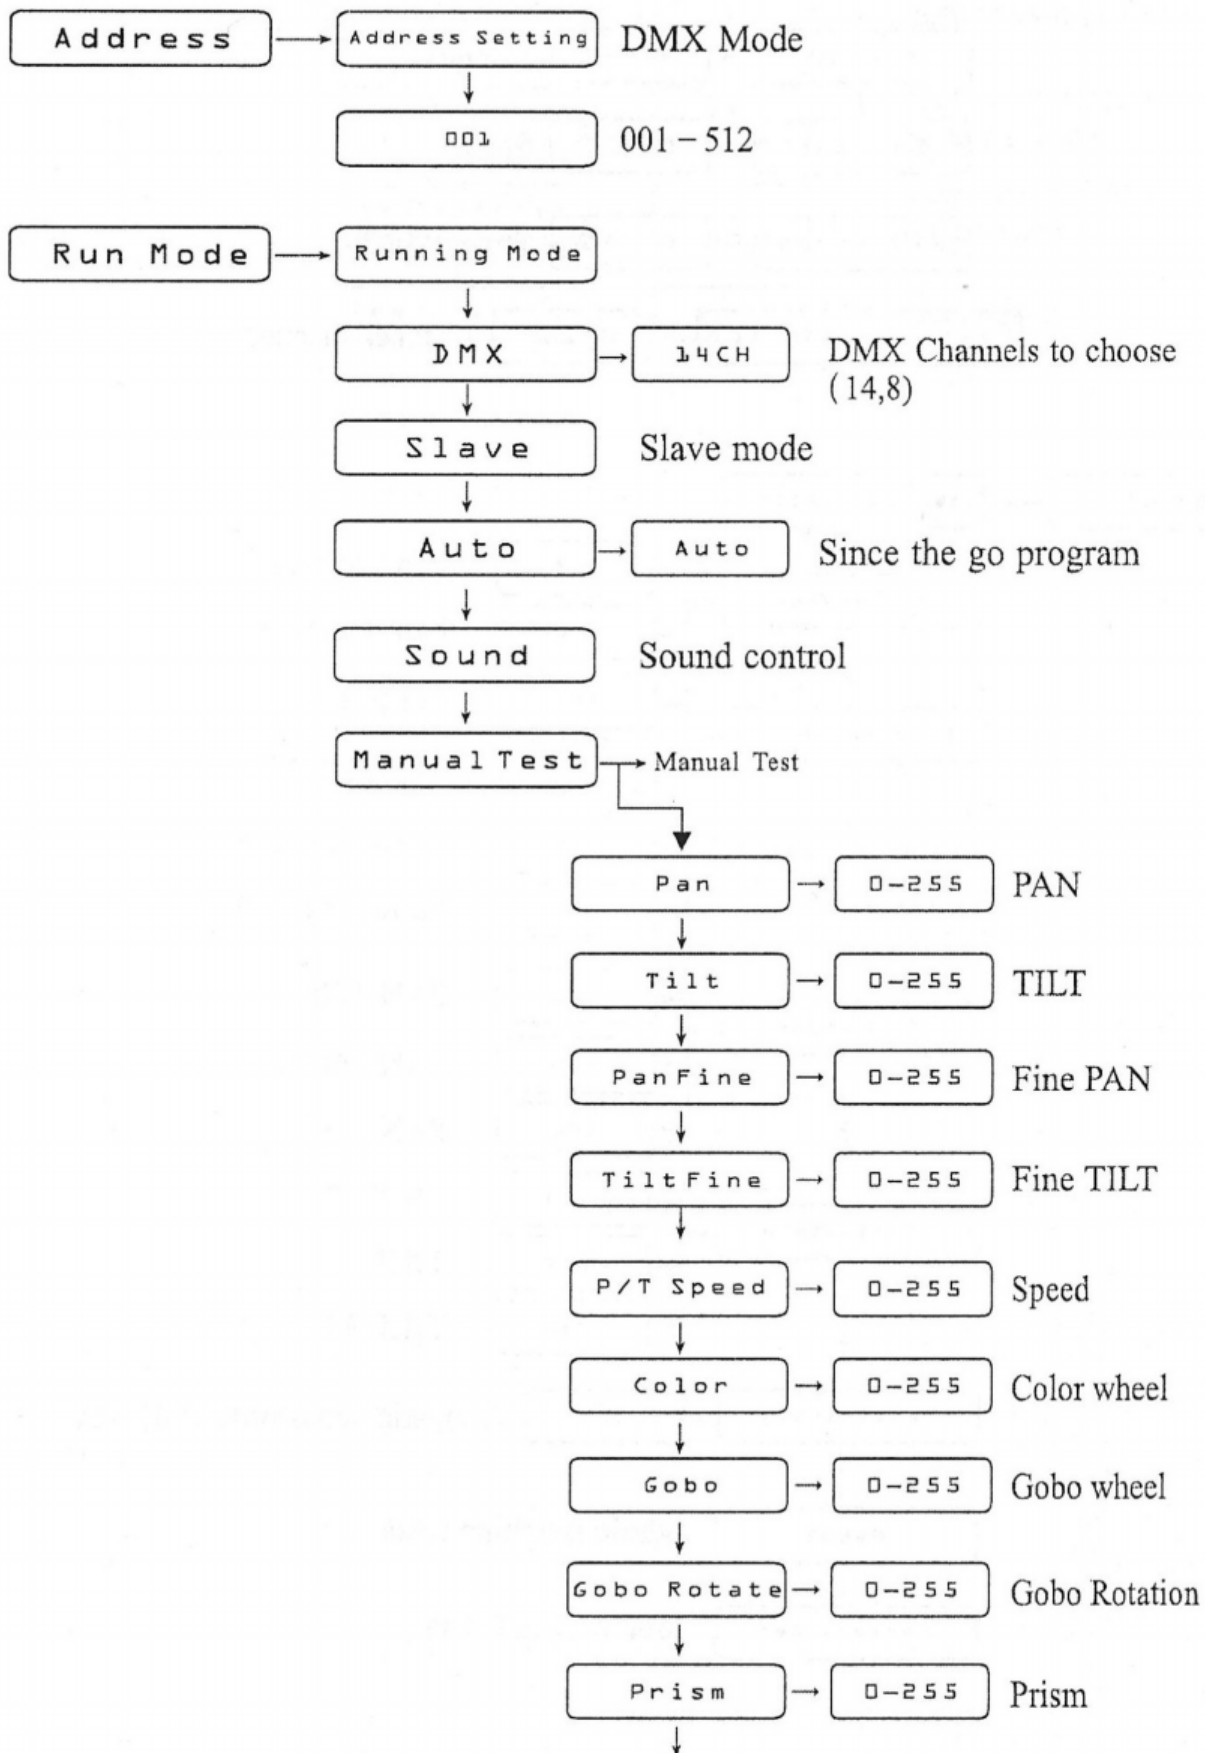 Address Address Setting DMX Mode
001 001-512
Run Mode Running Mode
DMX 14CH DMX Channels to choose
(14,8)
Slave Slave mode
Auto Auto Since the go program
Sound Sound control
Manual Test Manual Test
Pan 0-255 PAN
Tilt 0-255 TILT
PanFine 0-255 Fine PAN
TiltFine 0-255 Fine TILT
P/T Speed 0-255 Speed
Color 0-255 Color wheel
Gobo 0-255 Gobo wheel
Gobo Rotate 0-255 Gobo Rotation
Prism 0-255 Prism